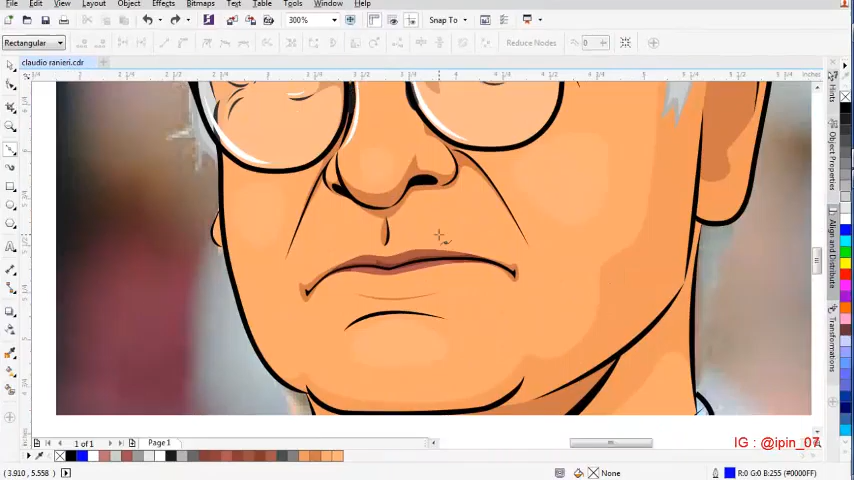 File Edit View Layout Object Effects Bitmaps Text Table Tools Window Help
300% Snap To
Rectangular Reduce Nodes 0
claudio ranieri.cdr
inches
Hints
Object Properties
Align and Distribute
Transformations
1 of 1 Page 1
IG : @ipin_07
(3.910, 5.558) None R:0 G:0 B:255 (#0000FF)